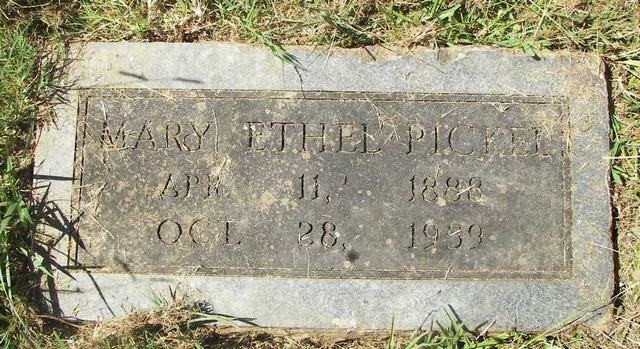 MARY ETHEL PICKEL
APR. 11, 1888
OCT. 28, 1939